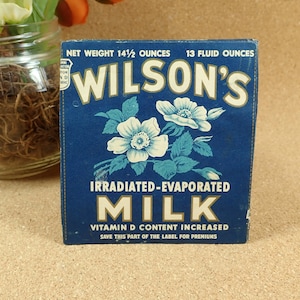 NET WEIGHT 14½ OUNCES 13 FLUID OUNCES
WILSON'S
IRRADIATED-EVAPORATED
MILK
VITAMIN D CONTENT INCREASED
SAVE THIS PART OF THE LABEL FOR PREMIUMS